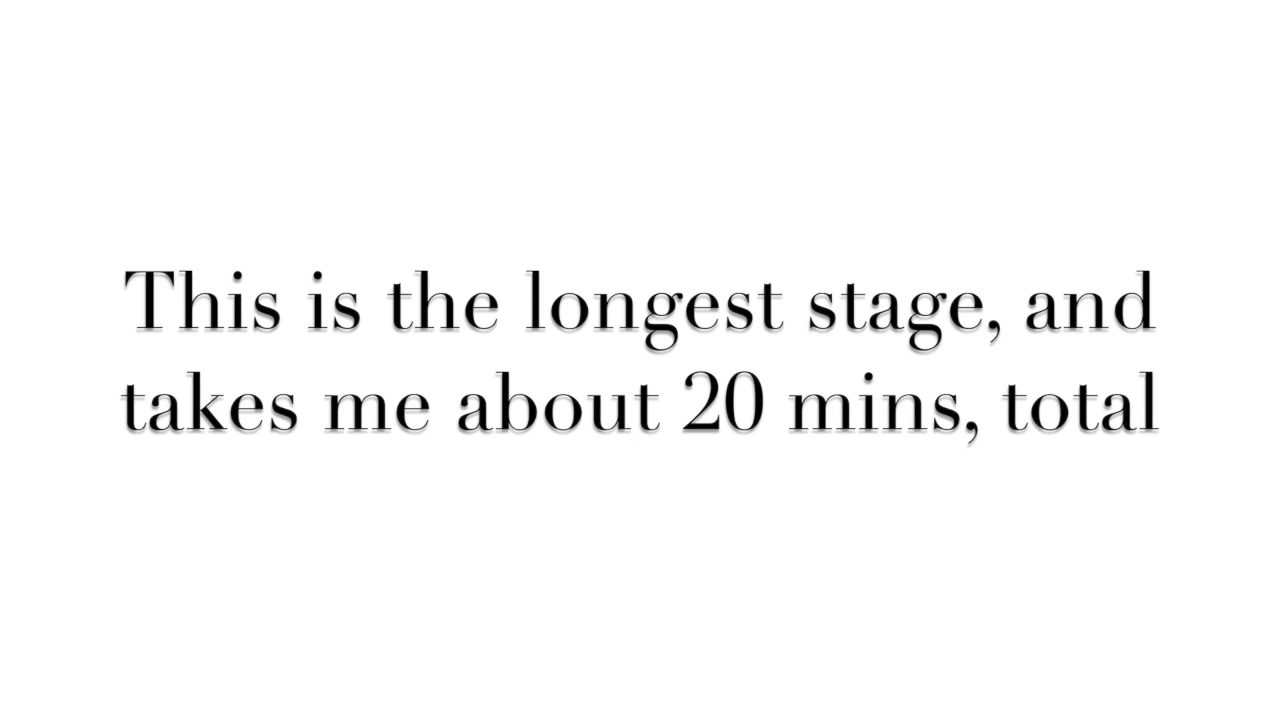 This is the longest stage, and
takes me about 20 mins, total